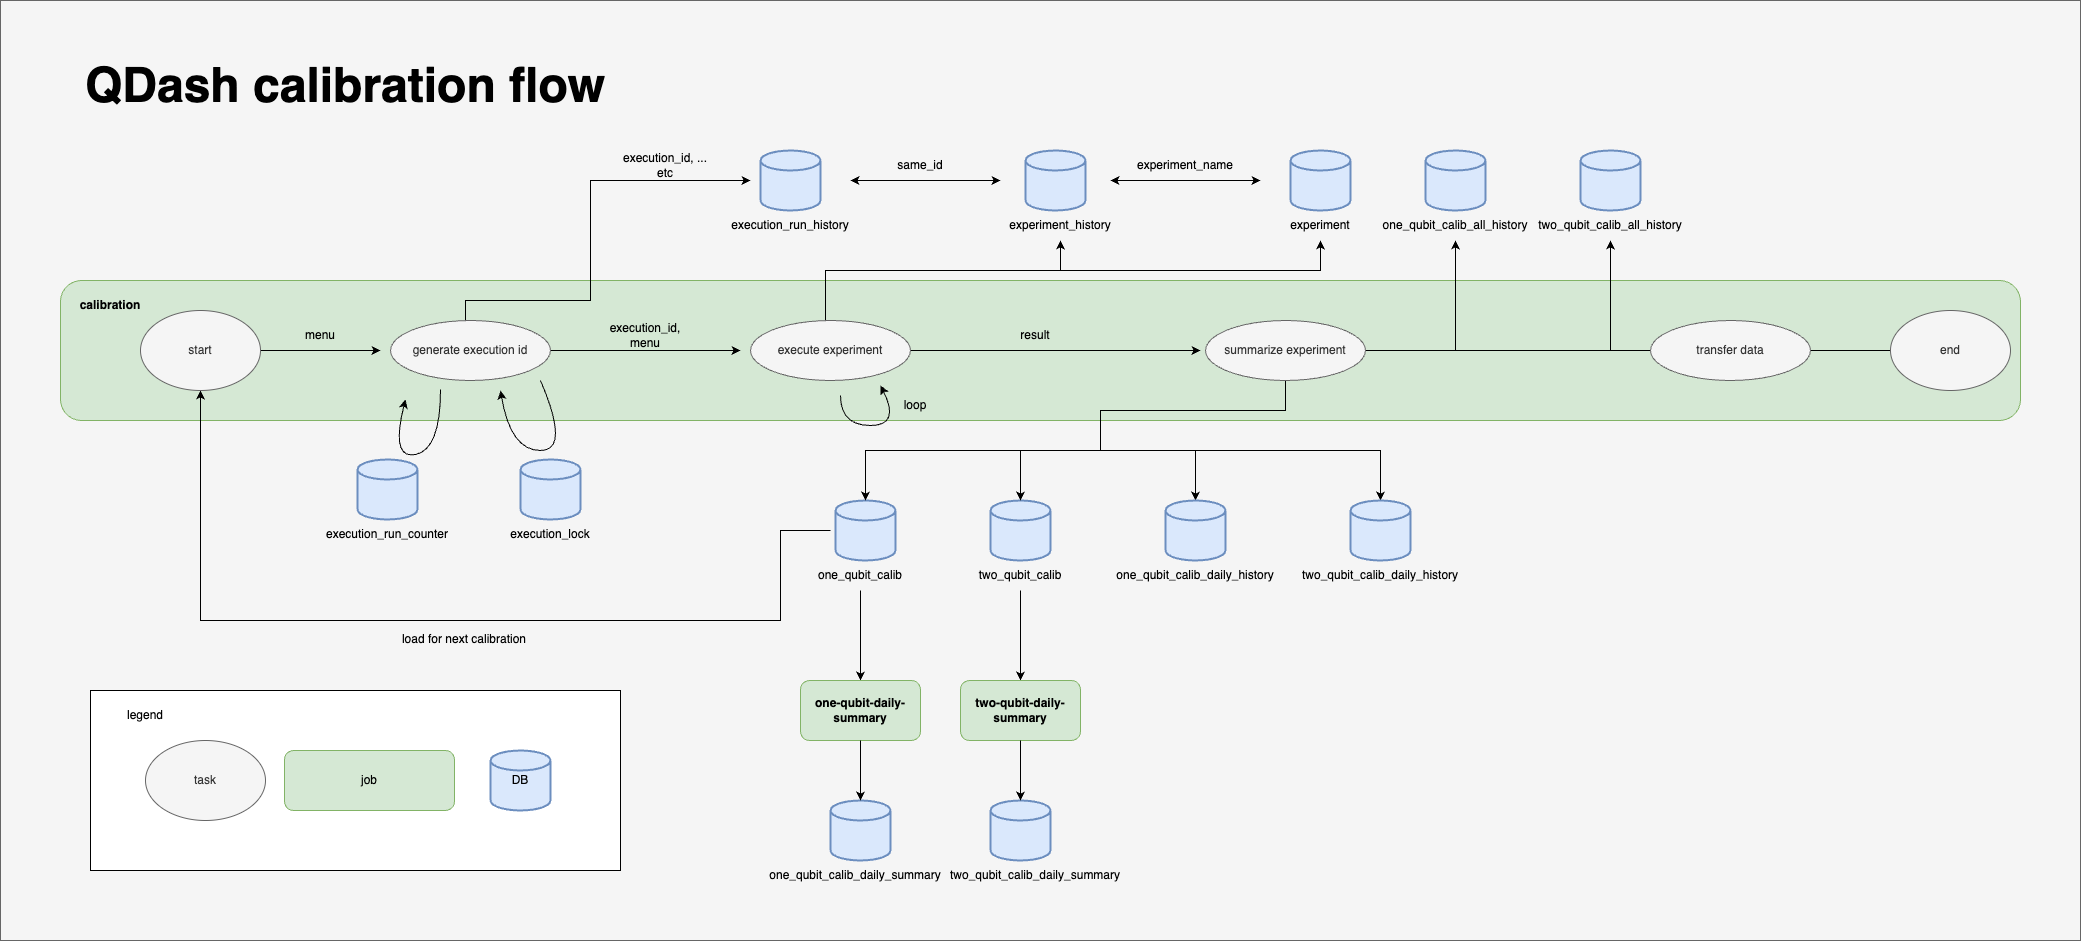 QDash calibration flow
execution_id, ...
etc
same_id
experiment_name
execution_run_history
experiment_history
experiment
one_qubit_calib_all_history
two_qubit_calib_all_history
calibration
start
menu
generate execution id
execution_id,
menu
execute experiment
result
summarize experiment
transfer data
end
loop
execution_run_counter
execution_lock
one_qubit_calib
two_qubit_calib
one_qubit_calib_daily_history
two_qubit_calib_daily_history
load for next calibration
one-qubit-daily-
summary
two-qubit-daily-
summary
legend
task
job
DB
one_qubit_calib_daily_summary
two_qubit_calib_daily_summary